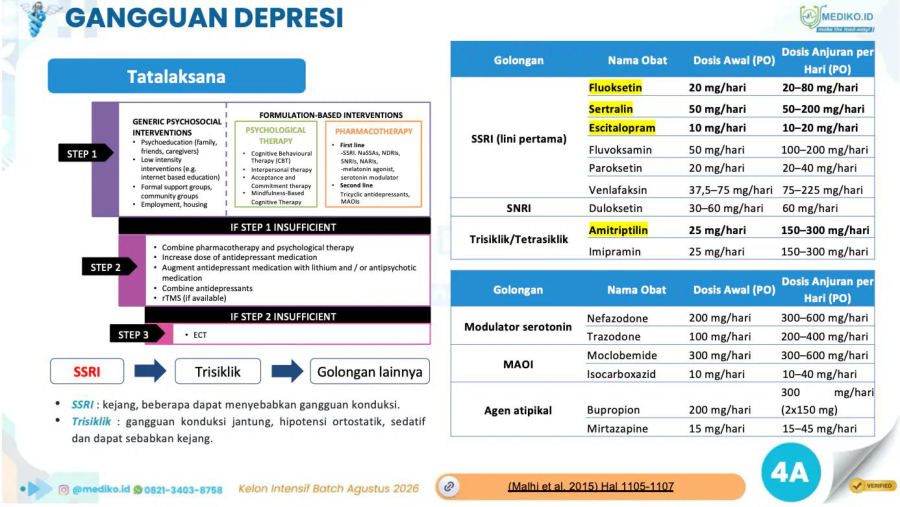 GANGGUAN DEPRESI
MEDIKO.ID
make the med easy!
Tatalaksana
STEP 1
GENERIC PSYCHOSOCIAL
INTERVENTIONS
• Psychoeducation (family,
friends, caregivers)
• Low intensity
interventions (e.g.
internet based education)
• Formal support groups,
community groups
• Employment, housing
FORMULATION-BASED INTERVENTIONS
PSYCHOLOGICAL
THERAPY
• Cognitive Behavioural
Therapy (CBT)
• Interpersonal therapy
• Acceptance and
Commitment therapy
• Mindfulness-Based
Cognitive Therapy
PHARMACOTHERAPY
• First line
-SSRI, NaSSAs, NDRIs,
SNRIs, NARIs,
-melatonin agonist,
serotonin modulator
• Second line
Tricyclic antidepressants,
MAOIs
IF STEP 1 INSUFFICIENT
STEP 2
• Combine pharmacotherapy and psychological therapy
• Increase dose of antidepressant medication
• Augment antidepressant medication with lithium and / or antipsychotic
medication
• Combine antidepressants
• rTMS (if available)
IF STEP 2 INSUFFICIENT
STEP 3
• ECT
SSRI
Trisiklik
Golongan lainnya
• SSRI : kejang, beberapa dapat menyebabkan gangguan konduksi.
• Trisiklik : gangguan konduksi jantung, hipotensi ortostatik, sedatif
dan dapat sebabkan kejang.
Golongan Nama Obat Dosis Awal (PO) Dosis Anjuran per
Hari (PO)
SSRI (lini pertama)
Fluoksetin 20 mg/hari 20–80 mg/hari
Sertralin 50 mg/hari 50–200 mg/hari
Escitalopram 10 mg/hari 10–20 mg/hari
Fluvoksamin 50 mg/hari 100–200 mg/hari
Paroksetin 20 mg/hari 20–40 mg/hari
Venlafaksin 37,5–75 mg/hari 75–225 mg/hari
SNRI Duloksetin 30–60 mg/hari 60 mg/hari
Trisiklik/Tetrasiklik
Amitriptilin 25 mg/hari 150–300 mg/hari
Imipramin 25 mg/hari 150–300 mg/hari
Golongan Nama Obat Dosis Awal (PO) Dosis Anjuran per
Hari (PO)
Modulator serotonin
Nefazodone 200 mg/hari 300–600 mg/hari
Trazodone 100 mg/hari 200–400 mg/hari
MAOI
Moclobemide 300 mg/hari 300–600 mg/hari
Isocarboxazid 10 mg/hari 10–40 mg/hari
Agen atipikal
300 mg/hari
Bupropion 200 mg/hari (2x150 mg)
Mirtazapine 15 mg/hari 15–45 mg/hari
@mediko.id 0821-3403-8758 Kelon Intensif Batch Agustus 2026
(Malhi et al. 2015) Hal 1105-1107
4A
VERIFIED